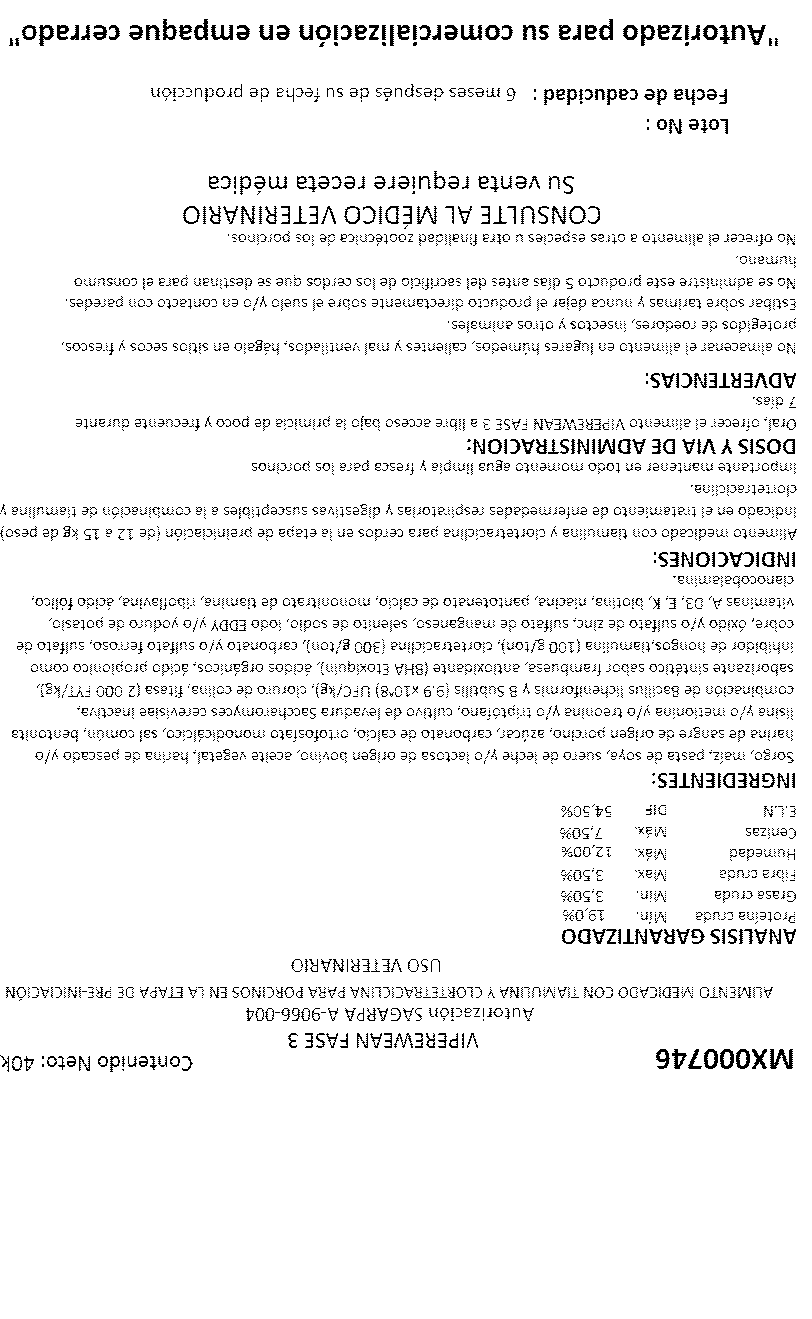 MX000746
Contenido Neto: 40k
VIPEREWEAN FASE 3
Autorización SAGARPA A-9066-004
ALIMENTO MEDICADO CON TIAMULINA Y CLORTETRACICLINA PARA PORCINOS EN LA ETAPA DE PRE-INICIACIÓN
USO VETERINARIO
ANALISIS GARANTIZADO
Proteína cruda Mín. 19,0%
Grasa cruda Mín. 3,50%
Fibra cruda Máx. 3,50%
Humedad Máx. 12,00%
Cenizas Máx. 7,50%
E.L.N DIF 54,50%
INGREDIENTES:
Sorgo, maíz, pasta de soya, suero de leche y/o lactosa de origen bovino, aceite vegetal, harina de pescado y/o
harina de sangre de origen porcino, azúcar, carbonato de calcio, ortofosfato monodicálcico, sal común, bentonita
lisina y/o metionina y/o treonina y/o triptófano, cultivo de levadura Saccharomyces cerevisiae inactiva,
combinación de Bacillus licheniformis y B Subtilis (9.9 x10^8) UFC/kg), cloruro de colina, fitasa (2 000 FYT/kg),
saborizante sintético sabor frambuesa, antioxidante (BHA Etoxiquin), ácidos orgánicos, ácido propiónico como
inhibidor de hongos,tiamulina (100 g/ton), clortetraciclina (300 g/ton), carbonato y/o sulfato ferroso, sulfato de
cobre, óxido y/o sulfato de zinc, sulfato de manganeso, selenito de sodio, Iodo EDDY y/o yoduro de potasio,
vitaminas A, D3, E, K, biotina, niacina, pantotenato de calcio, mononitrato de tiamina, riboflavina, ácido fólico,
cianocobalamina.
INDICACIONES:
Alimento medicado con tiamulina y clortetraciclina para cerdos en la etapa de preiniciación (de 12 a 15 kg de peso)
indicado en el tratamiento de enfermedades respiratorias y digestivas susceptibles a la combinación de tiamulina y
clortetraciclina.
Importante mantener en todo momento agua limpia y fresca para los porcinos
DOSIS Y VIA DE ADMINISTRACION:
Oral, ofrecer el alimento VIPEREWEAN FASE 3 a libre acceso bajo la primicia de poco y frecuente durante
7 días.
ADVERTENCIAS:
No almacenar el alimento en lugares húmedos, calientes y mal ventilados, hágalo en sitios secos y frescos,
protegidos de roedores, insectos y otros animales.
Estibar sobre tarimas y nunca dejar el producto directamente sobre el suelo y/o en contacto con paredes.
No se administre este producto 5 días antes del sacrificio de los cerdos que se destinan para el consumo
humano.
No ofrecer el alimento a otras especies u otra finalidad zootécnica de los porcinos.
CONSULTE AL MÉDICO VETERINARIO
Su venta requiere receta médica
Lote No :
Fecha de caducidad : 6 meses después de su fecha de producción
"Autorizado para su comercialización en empaque cerrado"